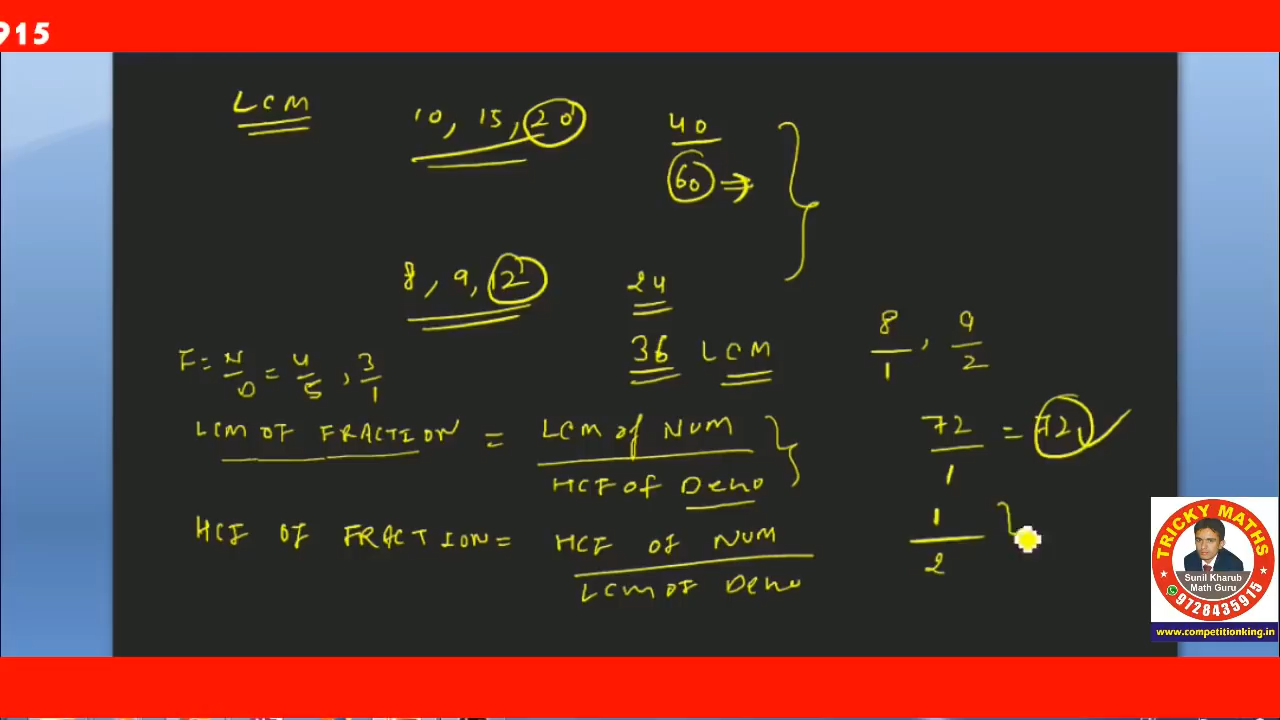 915
LCM 10, 15, 20 40
60 ⇒
8, 9, 12 24
36 LCM
8/1, 9/2
F = N/D = 4/5, 3/1
LCM OF FRACTION = LCM of NUM / HCF OF Deno
72/1 = 72
HCF OF FRACTION = HCF OF NUM / LCM OF Deno
1/2
TRICKY MATHS
Sunil Kharub
Math Guru
9728435915
www.competitionking.in